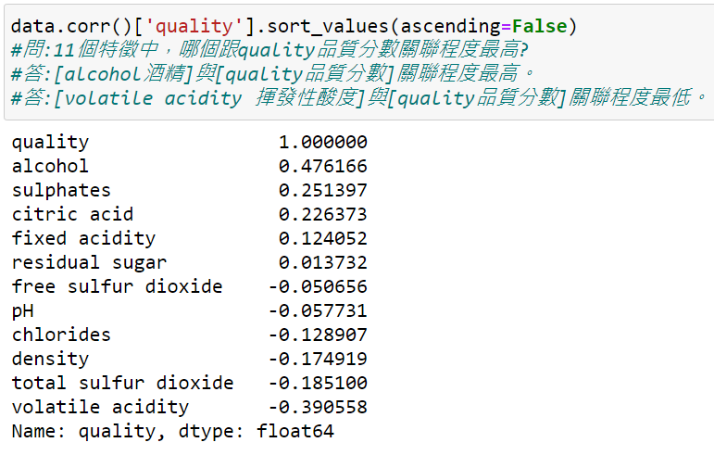 data.corr()['quality'].sort_values(ascending=False)
#問:11個特徵中，哪個跟quality品質分數關聯程度最高?
#答:[alcohol酒精]與[quality品質分數]關聯程度最高。
#答:[volatile acidity 揮發性酸度]與[quality品質分數]關聯程度最低。
quality 1.000000
alcohol 0.476166
sulphates 0.251397
citric acid 0.226373
fixed acidity 0.124052
residual sugar 0.013732
free sulfur dioxide -0.050656
pH -0.057731
chlorides -0.128907
density -0.174919
total sulfur dioxide -0.185100
volatile acidity -0.390558
Name: quality, dtype: float64